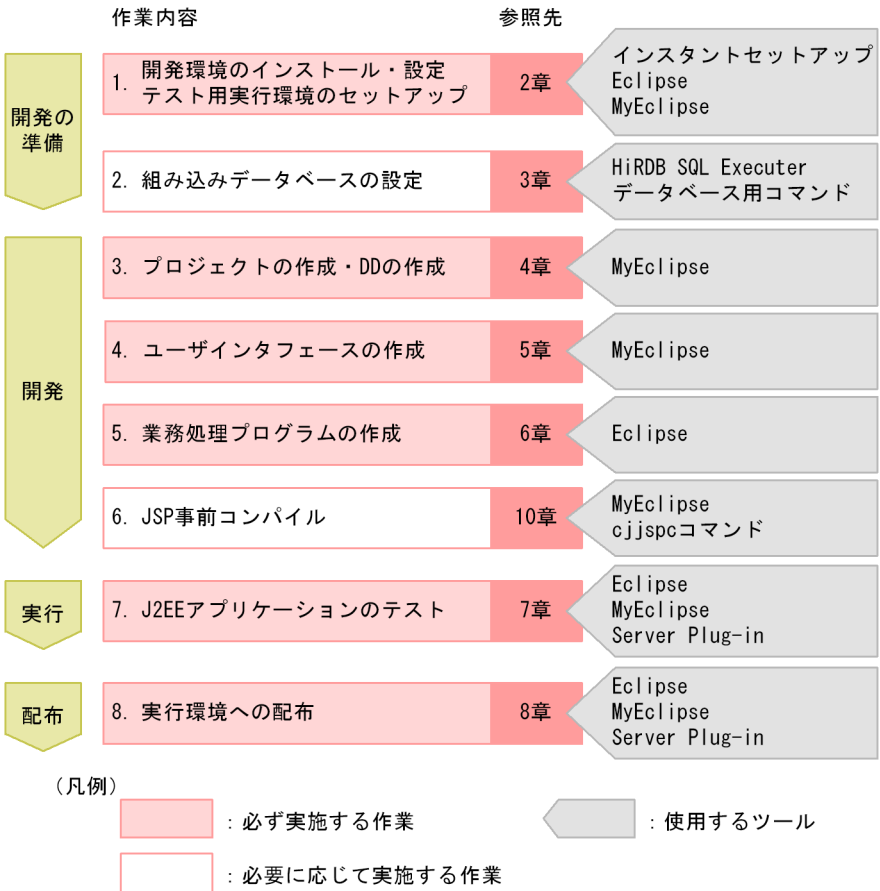 作業内容 参照先
開発の
準備
1. 開発環境のインストール・設定
テスト用実行環境のセットアップ
2章
インスタントセットアップ
Eclipse
MyEclipse
2. 組み込みデータベースの設定
3章
HiRDB SQL Executer
データベース用コマンド
開発
3. プロジェクトの作成・DDの作成
4章
MyEclipse
4. ユーザインタフェースの作成
5章
MyEclipse
5. 業務処理プログラムの作成
6章
Eclipse
6. JSP事前コンパイル
10章
MyEclipse
cjjspcコマンド
実行
7. J2EEアプリケーションのテスト
7章
Eclipse
MyEclipse
Server Plug-in
配布
8. 実行環境への配布
8章
Eclipse
MyEclipse
Server Plug-in
(凡例)
：必ず実施する作業
：使用するツール
：必要に応じて実施する作業